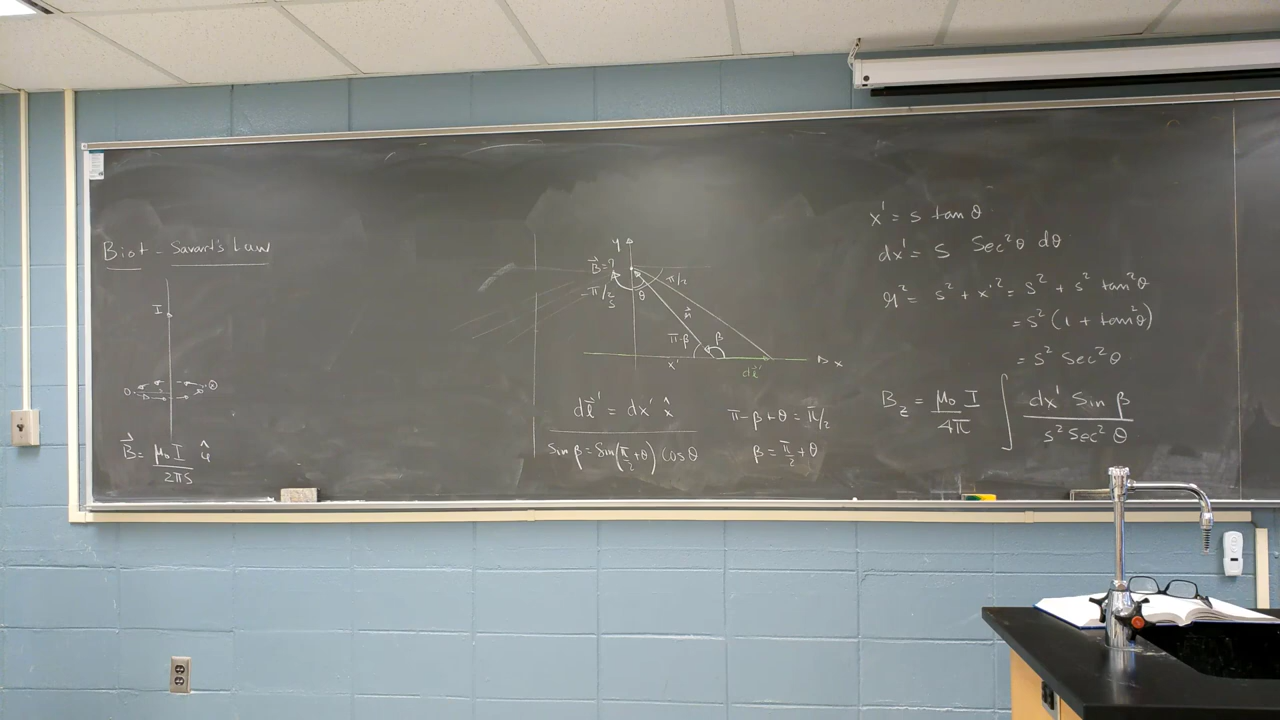 Biot - Savart's Law
I
B⃗ = μ₀ I / 2πs φ̂
y
B⃗ = ?
π/2
-π/2
s
θ
π-β
β
x'
dl⃗'
x
dl⃗' = dx' x̂
sin β = Sin(π/2 + θ) cos θ
π - β + θ = π/2
β = π/2 + θ
x' = s tan θ
dx' = s Sec²θ dθ
r² = s² + x'² = s² + s² tan²θ
= s² (1 + tan²θ)
= s² Sec²θ
B_z = μ₀ I / 4π ∫ dx' Sin β / s² Sec²θ